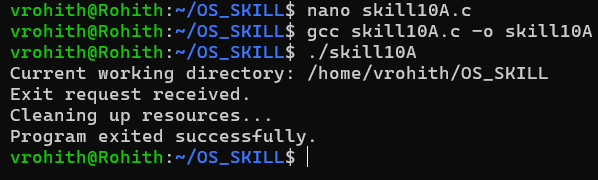 vrohith@Rohith:~/OS_SKILL$ nano skill10A.c
vrohith@Rohith:~/OS_SKILL$ gcc skill10A.c -o skill10A
vrohith@Rohith:~/OS_SKILL$ ./skill10A
Current working directory: /home/vrohith/OS_SKILL
Exit request received.
Cleaning up resources...
Program exited successfully.
vrohith@Rohith:~/OS_SKILL$